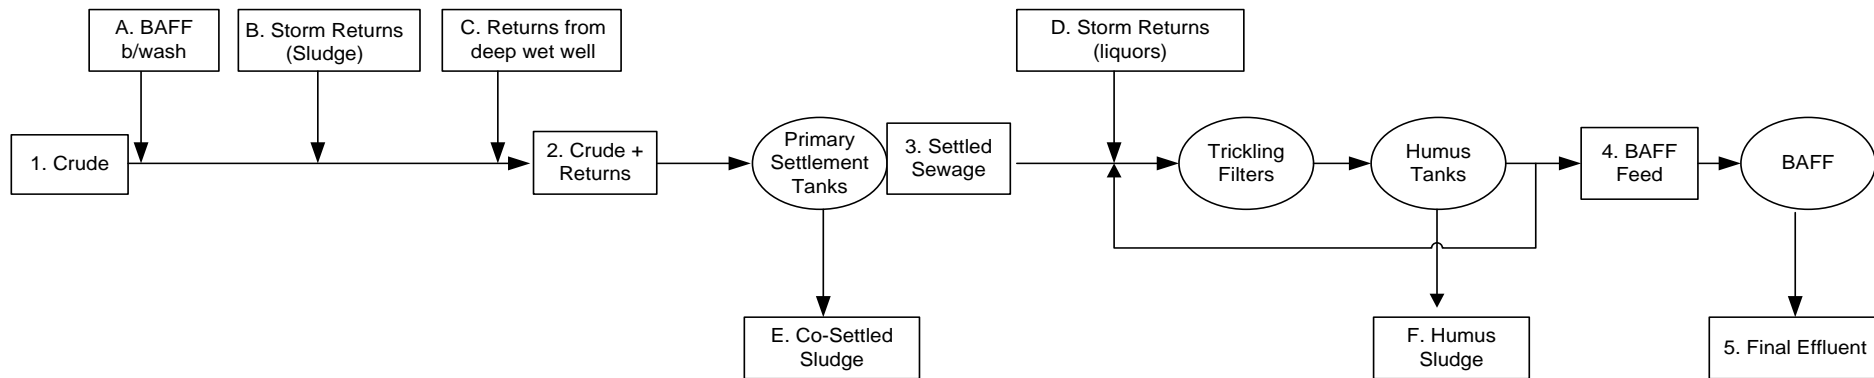 A. BAFF
b/wash
B. Storm Returns
(Sludge)
C. Returns from
deep wet well
D. Storm Returns
(liquors)
1. Crude
2. Crude +
Returns
Primary
Settlement
Tanks
3. Settled
Sewage
Trickling
Filters
Humus
Tanks
4. BAFF
Feed
BAFF
E. Co-Settled
Sludge
F. Humus
Sludge
5. Final Effluent